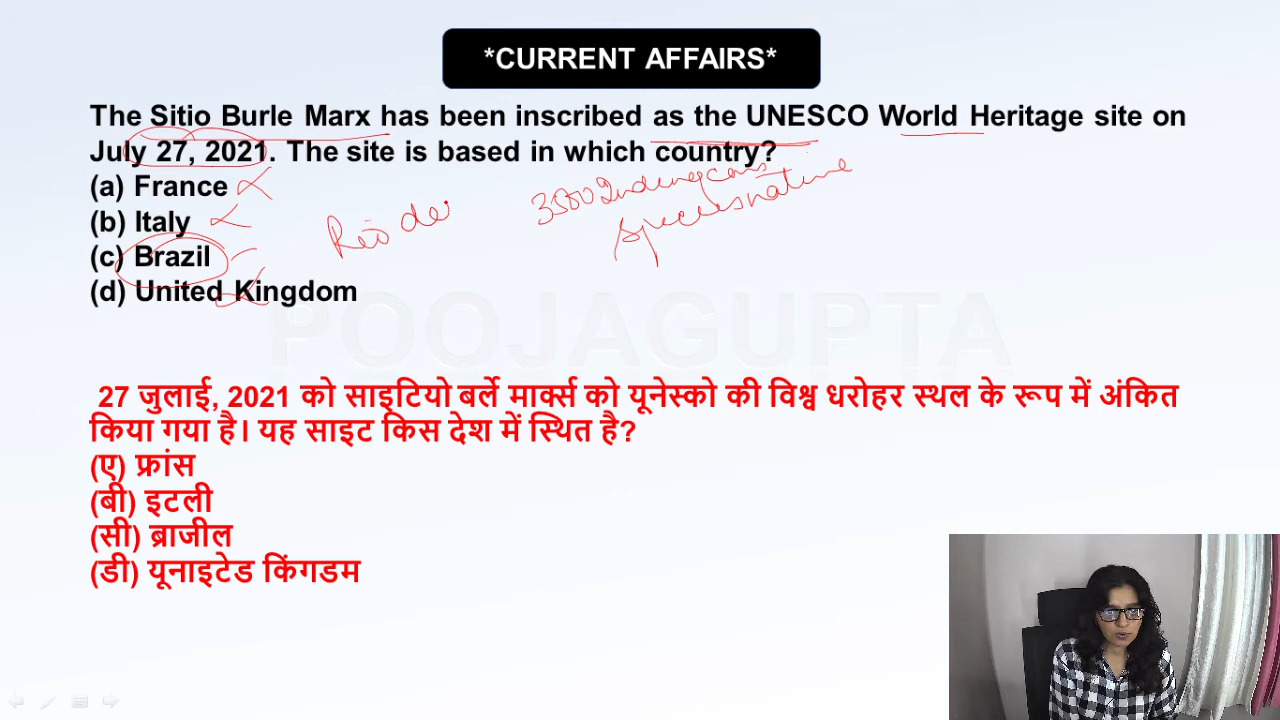 *CURRENT AFFAIRS*
The Sitio Burle Marx has been inscribed as the UNESCO World Heritage site on
July 27, 2021. The site is based in which country?
(a) France
(b) Italy
(c) Brazil
(d) United Kingdom
Rio de
3500
species nature
POOJAGUPTA
27 जुलाई, 2021 को साइटियो बर्ले मार्क्स को यूनेस्को की विश्व धरोहर स्थल के रूप में अंकित
किया गया है। यह साइट किस देश में स्थित है?
(ए) फ्रांस
(बी) इटली
(सी) ब्राजील
(डी) यूनाइटेड किंगडम